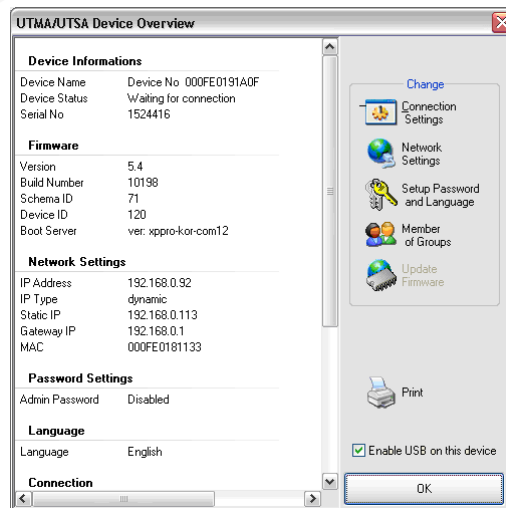 UTMA/UTSA Device Overview
Device Informations
Device Name Device No 000FE0191A0F
Device Status Waiting for connection
Serial No 1524416
Firmware
Version 5.4
Build Number 10198
Schema ID 71
Device ID 120
Boot Server ver: xppro-kor-com12
Network Settings
IP Address 192.168.0.92
IP Type dynamic
Static IP 192.168.0.113
Gateway IP 192.168.0.1
MAC 000FE0181133
Password Settings
Admin Password Disabled
Language
Language English
Connection
Change
Connection
Settings
Network
Settings
Setup Password
and Language
Member
of Groups
Update
Firmware
Print
Enable USB on this device
OK